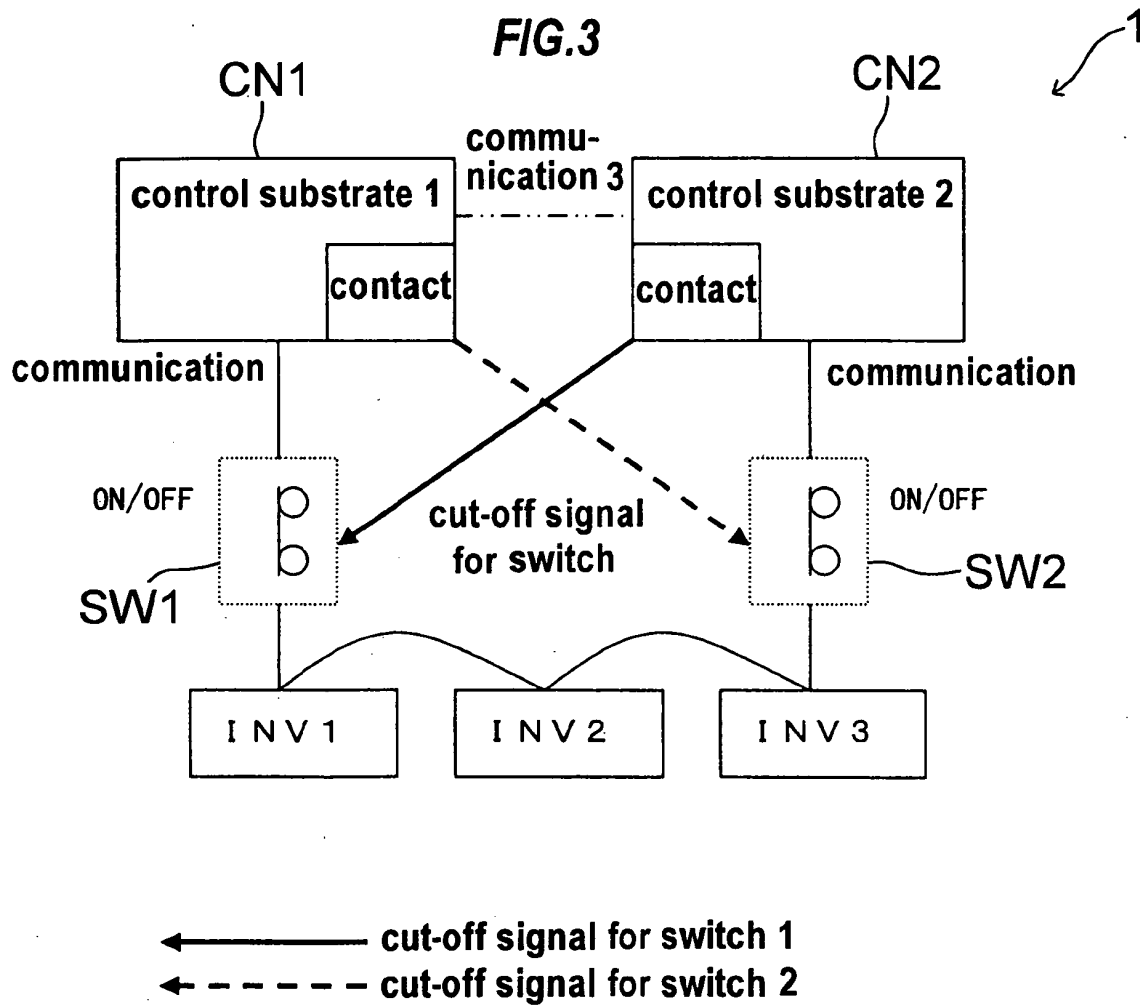 FIG.3
1
CN1
CN2
commu-
nication 3
control substrate 1
control substrate 2
contact
contact
communication
communication
ON/OFF
ON/OFF
cut-off signal
for switch
SW1
SW2
INV1
INV2
INV3
cut-off signal for switch 1
cut-off signal for switch 2